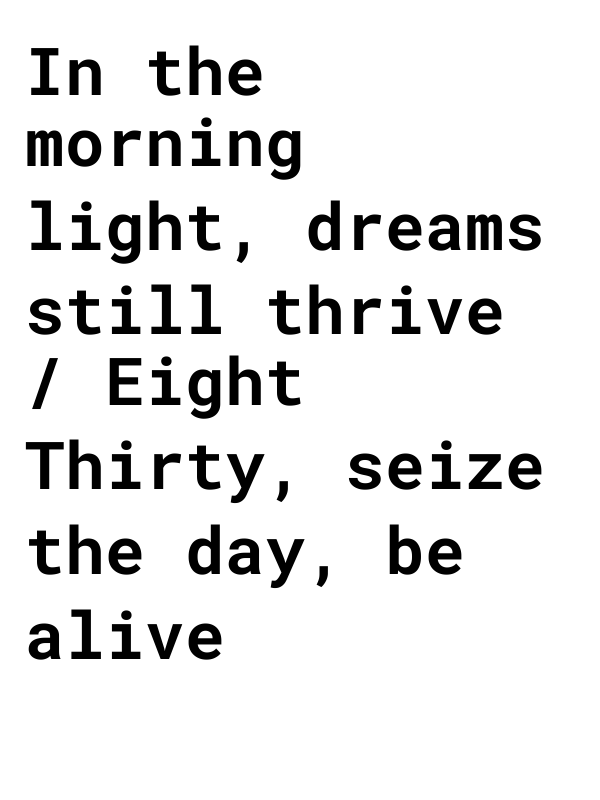 In the
morning
light, dreams
still thrive
/ Eight
Thirty, seize
the day, be
alive